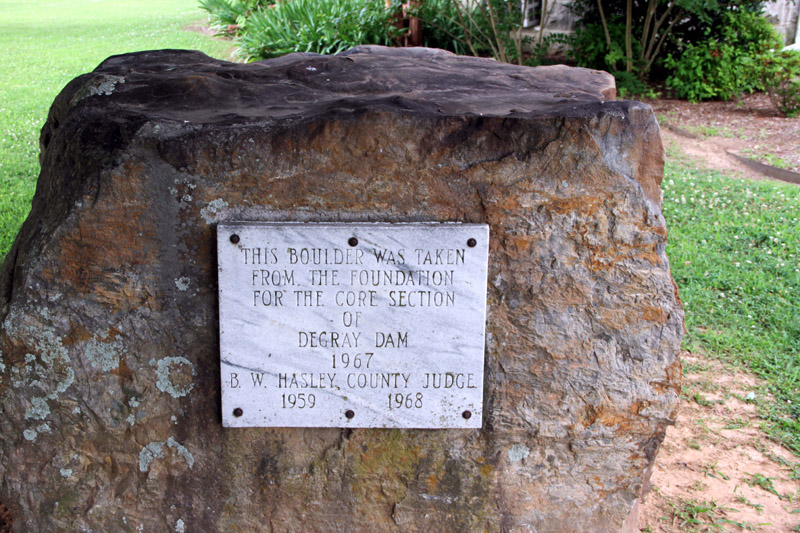 THIS BOULDER WAS TAKEN
FROM THE FOUNDATION
FOR THE CORE SECTION
OF
DEGRAY DAM
1967
B. W. HASLEY, COUNTY JUDGE
1959 1968